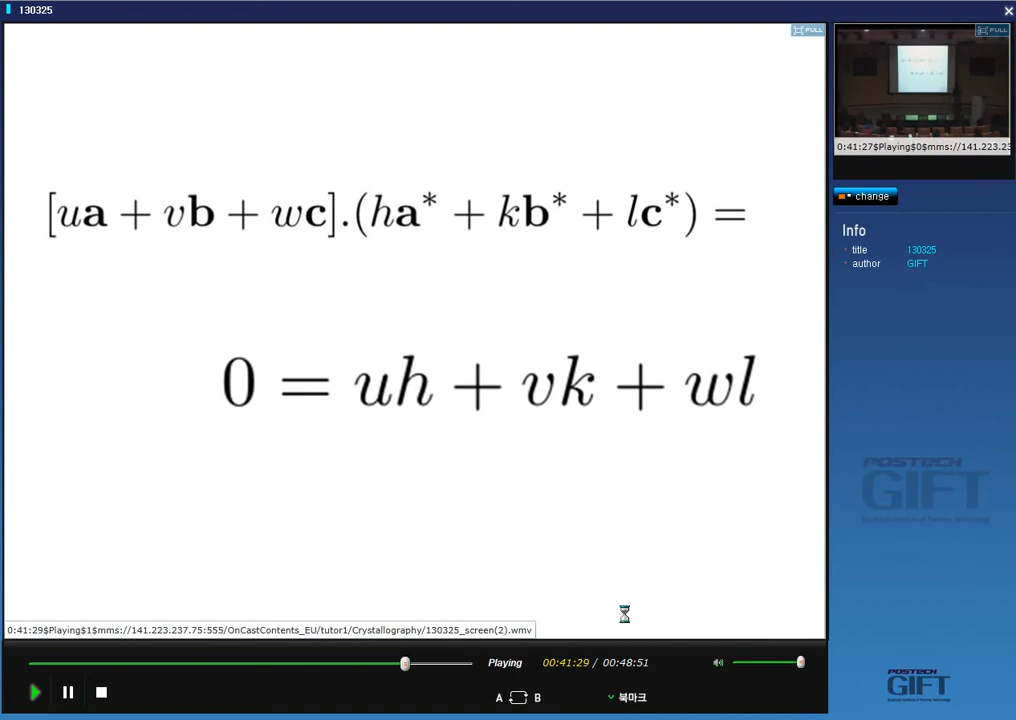 130325
FULL
FULL
[ua + vb + wc].(ha* + kb* + lc*) =
0 = uh + vk + wl
0:41:27$Playing$0$mms://141.223.23
change
Info
title 130325
author GIFT
POSTECH
GIFT
0:41:29$Playing$1$mms://141.223.237.75:555/OnCastContents_EU/tutor1/Crystallography/130325_screen(2).wmv
Playing 00:41:29 / 00:48:51
A B 북마크
POSTECH
GIFT